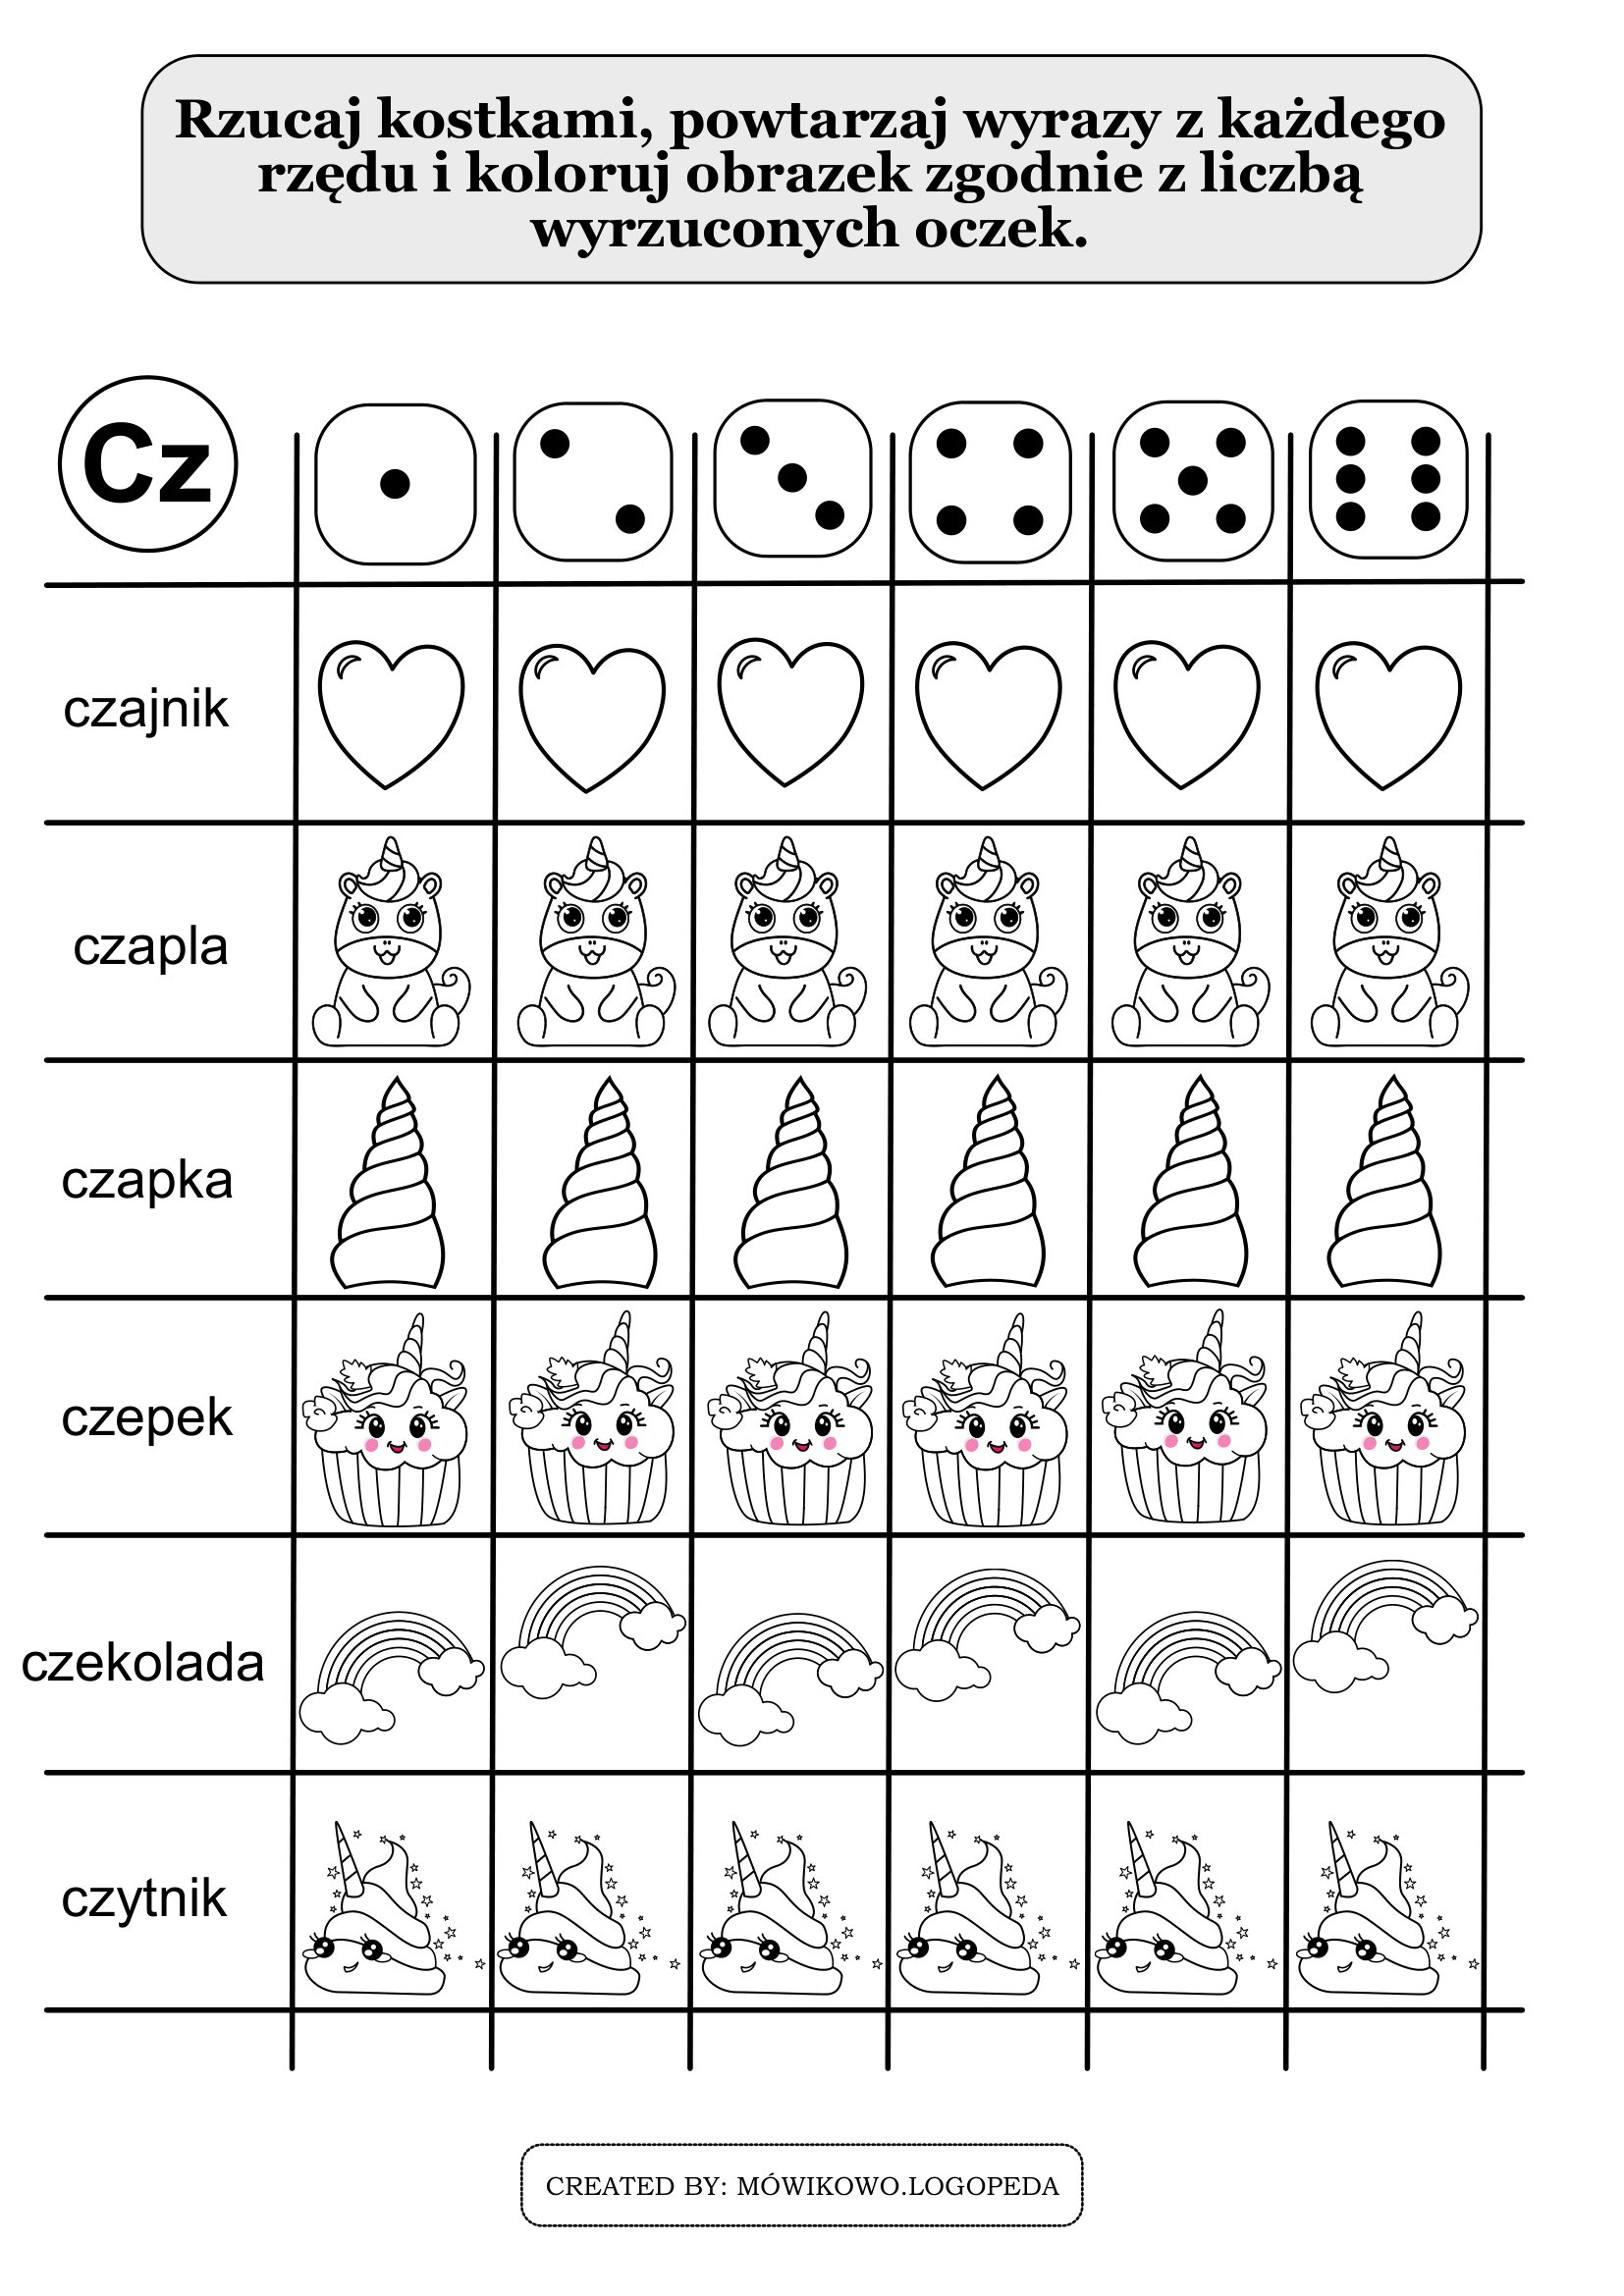 Rzucaj kostkami, powtarzaj wyrazy z każdego
rzędu i koloruj obrazek zgodnie z liczbą
wyrzuconych oczek.
Cz
czajnik
czapla
czapka
czepek
czekolada
czytnik
CREATED BY: MÓWIKOWO.LOGOPEDA